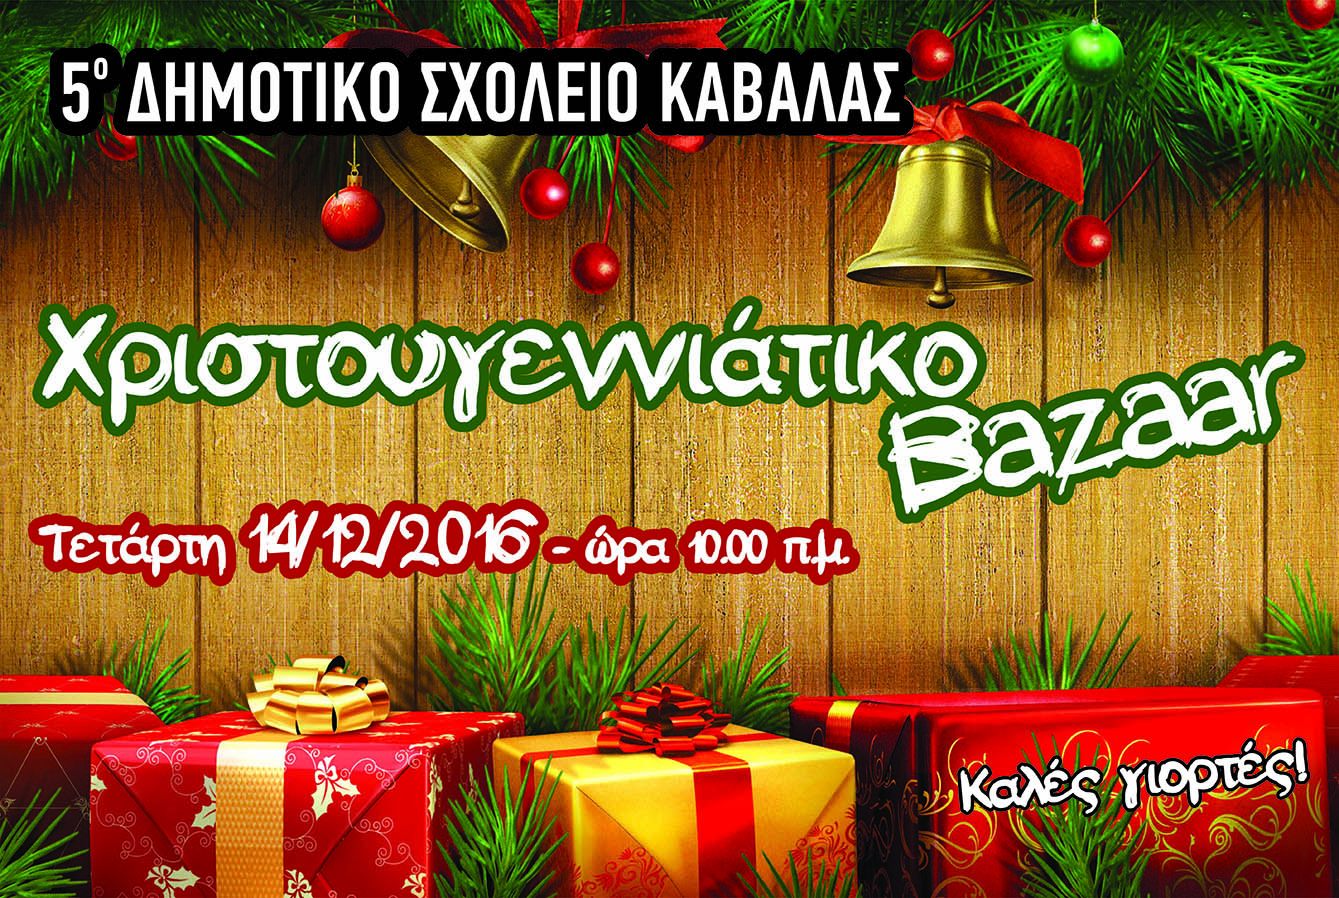 5ο ΔΗΜΟΤΙΚΟ ΣΧΟΛΕΙΟ ΚΑΒΑΛΑΣ
Χριστουγεννιάτικο
Bazaar
Τετάρτη 14/12/2016 - ώρα 10.00 π.μ.
Καλές γιορτές!